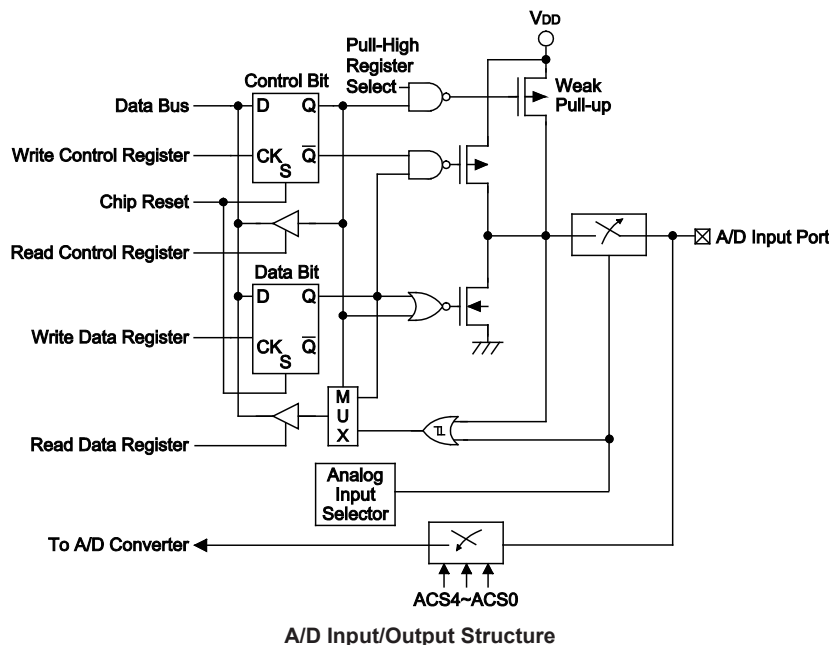 VDD
Pull-High
Register
Select
Weak
Pull-up
Control Bit
Data Bus
D
Q
Write Control Register
CK
Q
S
Chip Reset
Read Control Register
A/D Input Port
Data Bit
D
Q
Write Data Register
CK
Q
S
M
U
X
Read Data Register
Analog
Input
Selector
To A/D Converter
ACS4~ACS0
A/D Input/Output Structure